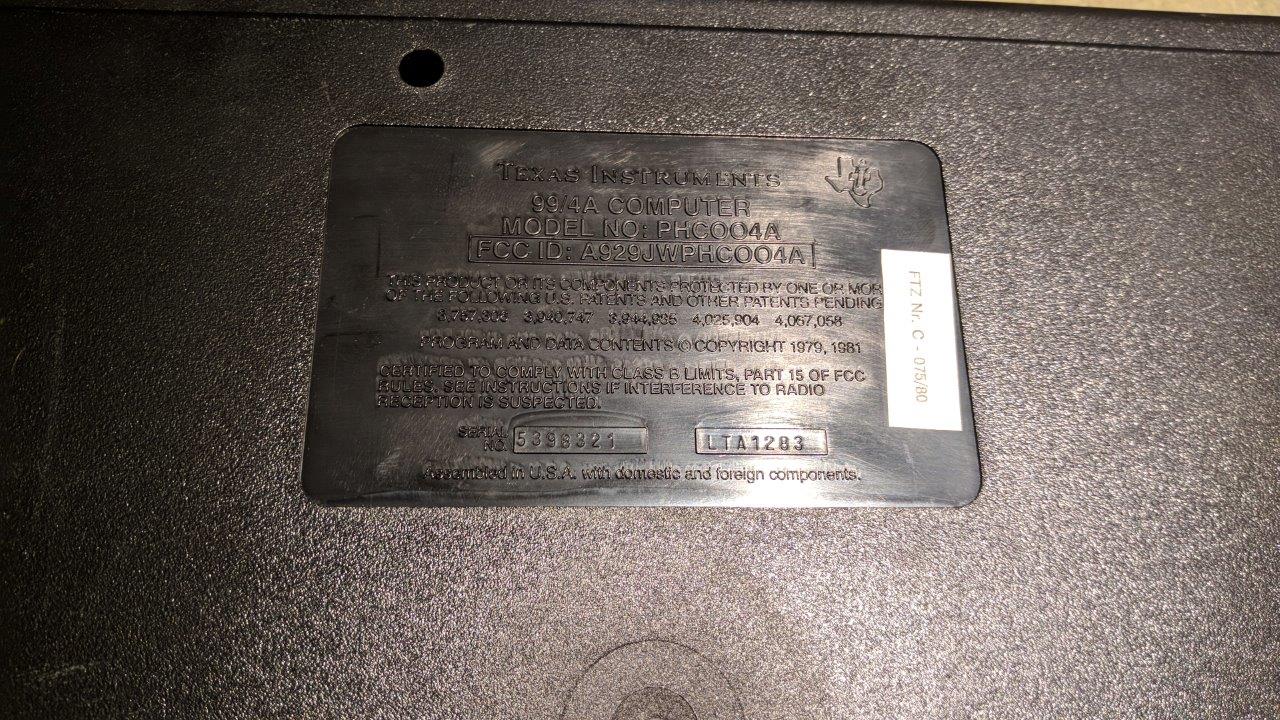 TEXAS INSTRUMENTS
99/4A COMPUTER
MODEL NO: PHC004A
FCC ID: A929JWPHC004A
THIS PRODUCT OR ITS COMPONENTS PROTECTED BY ONE OR MOR
OF THE FOLLOWING U.S. PATENTS AND OTHER PATENTS PENDING
3,940,747 3,944,985 4,025,904 4,067,058
PROGRAM AND DATA CONTENTS © COPYRIGHT 1979, 1981
CERTIFIED TO COMPLY WITH CLASS B LIMITS, PART 15 OF FCC
RULES. SEE INSTRUCTIONS IF INTERFERENCE TO RADIO
RECEPTION IS SUSPECTED.
SERIAL
NO. 5398321 LTA1283
Assembled in U.S.A. with domestic and foreign components.
FTZ Nr. C - 075/80